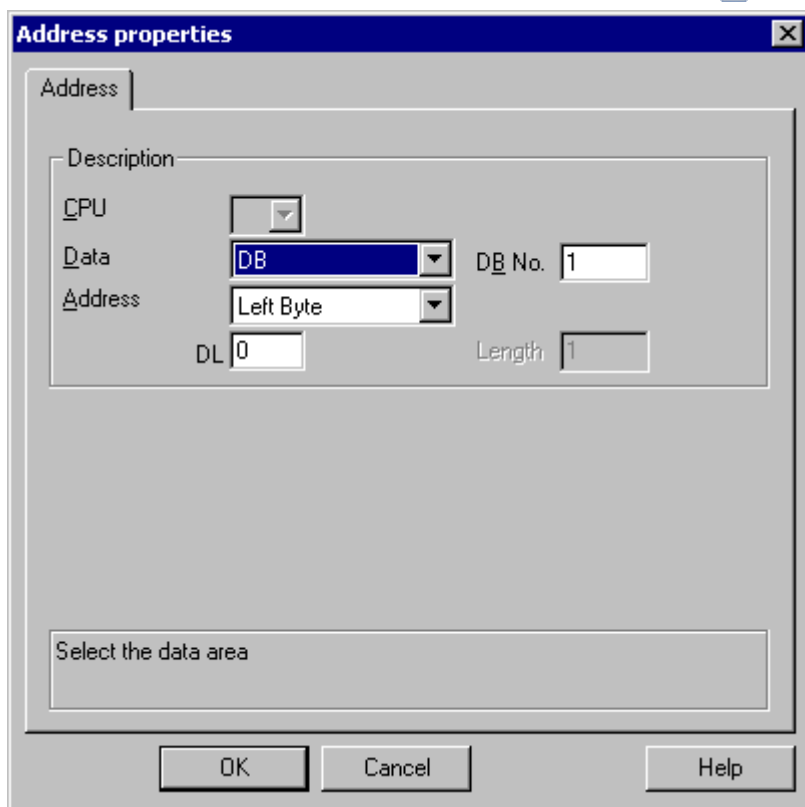 Address properties
Address
Description
CPU
Data DB DB No. 1
Address Left Byte
DL 0 Length 1
Select the data area
OK Cancel Help